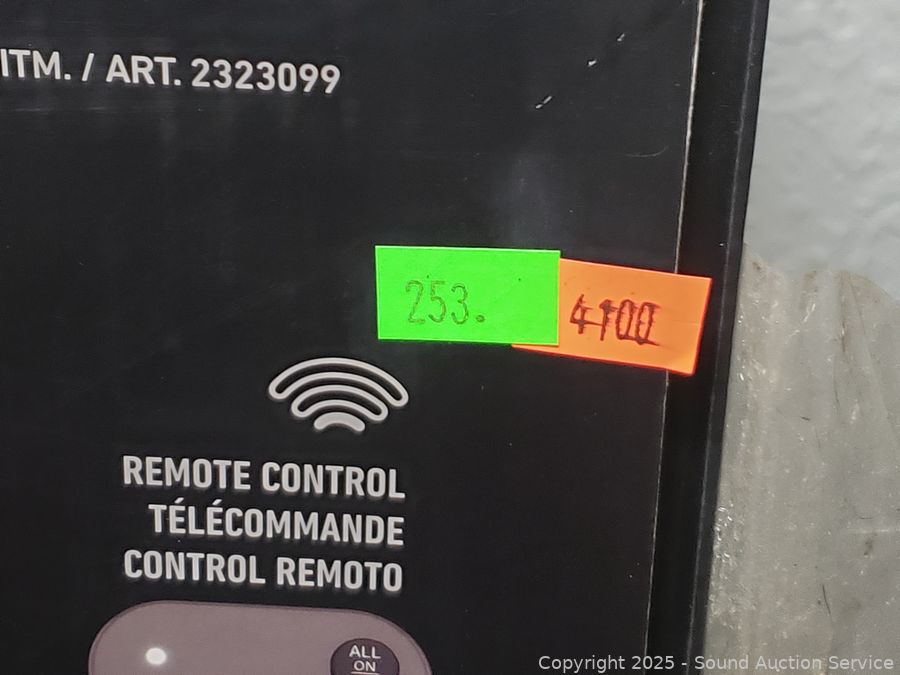 ITM. / ART. 2323099
253.
4100
REMOTE CONTROL
TÉLÉCOMMANDE
CONTROL REMOTO
ALL
ON
Copyright 2025 - Sound Auction Service